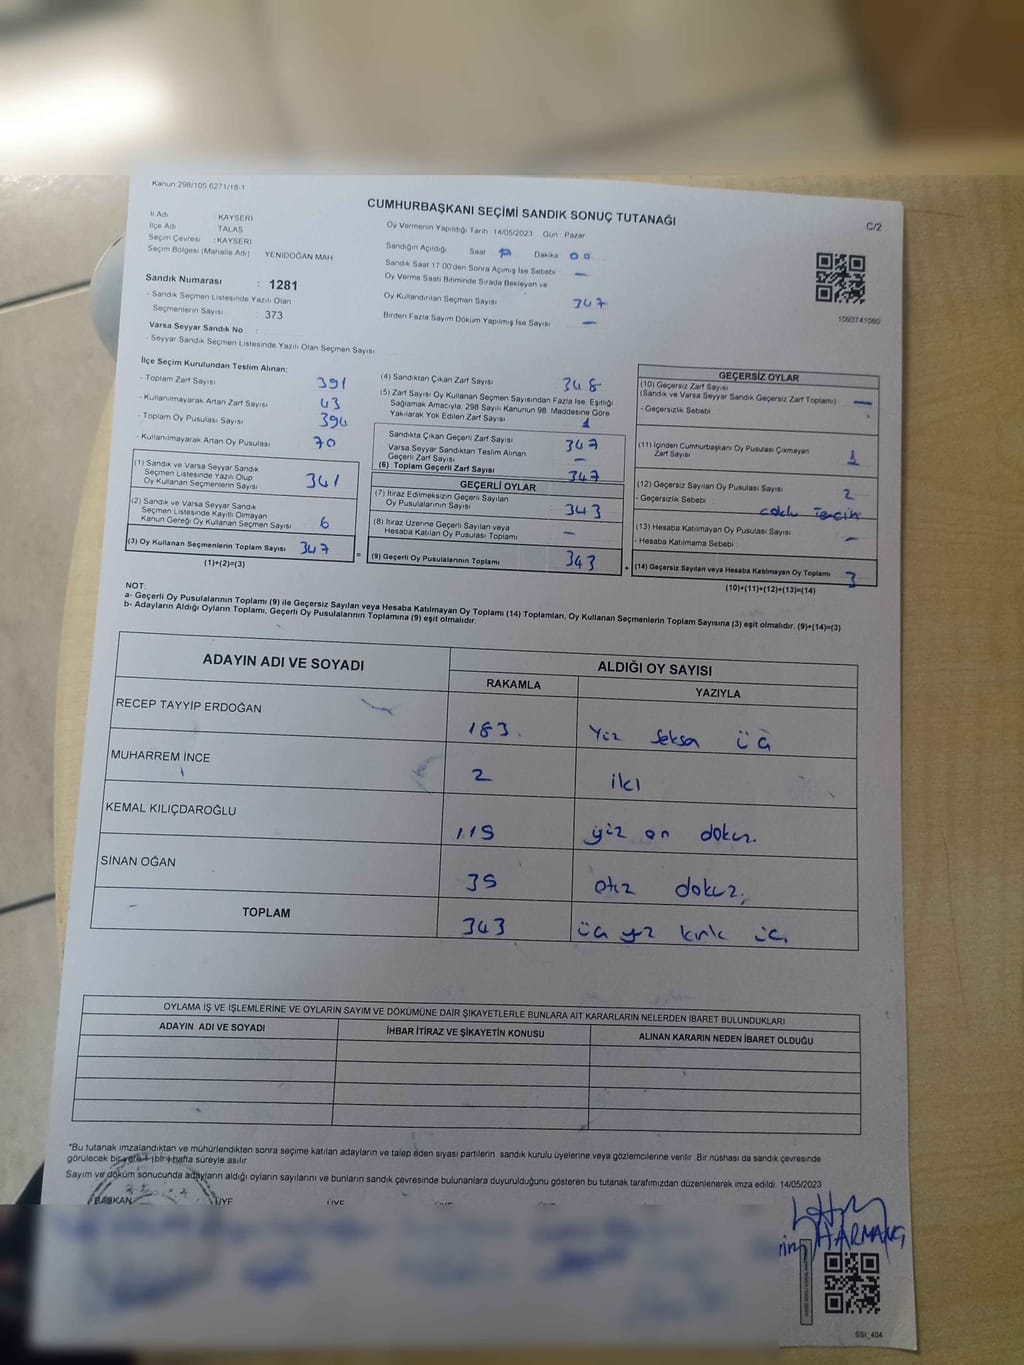 Kanun:298/105.6271/18-1
CUMHURBAŞKANI SEÇİMİ SANDIK SONUÇ TUTANAĞI
C/2
İl Adı KAYSERİ
İlçe Adı TALAS
Seçim Çevresi : KAYSERİ
Seçim Bölgesi (Mahalle Adı) YENİDOĞAN MAH
Sandık Numarası : 1281
- Sandık Seçmen Listesinde Yazılı Olan
Seçmenlerin Sayısı : 373
Varsa Seyyar Sandık No :
- Seyyar Sandık Seçmen Listesinde Yazılı Olan Seçmen Sayısı:
Oy Vermenin Yapıldığı Tarih 14/05/2023 Gün : Pazar
Sandığın Açıldığı Saat Dakika 00
Sandık Saat 17.00'den Sonra Açımış İse Sebebi —
Oy Verme Saati Bitiminde Sırada Bekleyen ve
Oy Kullandırılan Seçmen Sayısı 347
Birden Fazla Sayım Döküm Yapılmış İse Sayısı —
1093741060
İlçe Seçim Kurulundan Teslim Alınan:
- Toplam Zarf Sayısı 391
- Kullanılmayarak Artan Zarf Sayısı 43
- Toplam Oy Pusulası Sayısı 394
- Kullanılmayarak Artan Oy Pusulası 70
(1) Sandık ve Varsa Seyyar Sandık
Seçmen Listesinde Yazılı Olup
Oy Kullanan Seçmenlerin Sayısı 341
(2) Sandık ve Varsa Seyyar Sandık
Seçmen Listesinde Kayıtlı Olmayan
Kanun Gereği Oy Kullanan Seçmen Sayısı 6
(3) Oy Kullanan Seçmenlerin Toplam Sayısı 347
(1)+(2)=(3)
(4) Sandıktan Çıkan Zarf Sayısı 348
(5) Zarf Sayısı Oy Kullanan Seçmen Sayısından Fazla İse, Eşitliği
Sağlamak Amacıyla, 298 Sayılı Kanunun 98. Maddesine Göre
Yakılarak Yok Edilen Zarf Sayısı 1
Sandıkta Çıkan Geçerli Zarf Sayısı 347
Varsa Seyyar Sandıktan Teslim Alınan
Geçerli Zarf Sayısı —
(6) Toplam Geçerli Zarf Sayısı 347
GEÇERLİ OYLAR
(7) İtiraz Edilmeksizin Geçerli Sayılan
Oy Pusulalarının Sayısı 343
(8) İtiraz Üzerine Geçerli Sayılan veya
Hesaba Katılan Oy Pusulası Toplamı —
= (9) Geçerli Oy Pusulalarının Toplamı 343
GEÇERSİZ OYLAR
(10) Geçersiz Zarf Sayısı
(Sandık ve Varsa Seyyar Sandık Geçersiz Zarf Toplamı) —
- Geçersizlik Sebebi
(11) İçinden Cumhurbaşkanı Oy Pusulası Çıkmayan
Zarf Sayısı 1
(12) Geçersiz Sayılan Oy Pusulası Sayısı 2
- Geçersizlik Sebebi çoklu Tercih
(13) Hesaba Katılmayan Oy Pusulası Sayısı —
- Hesaba Katılmama Sebebi
+ (14) Geçersiz Sayılan veya Hesaba Katılmayan Oy Toplamı 3
(10)+(11)+(12)+(13)=(14)
NOT:
a- Geçerli Oy Pusulalarının Toplamı (9) ile Geçersiz Sayılan veya Hesaba Katılmayan Oy Toplamı (14) Toplamları, Oy Kullanan Seçmenlerin Toplam Sayısına (3) eşit olmalıdır. (9)+(14)=(3)
b- Adayların Aldığı Oyların Toplamı, Geçerli Oy Pusulalarının Toplamına (9) eşit olmalıdır.
ADAYIN ADI VE SOYADI ALDIĞI OY SAYISI
RAKAMLA YAZIYLA
RECEP TAYYİP ERDOĞAN 183 Yüz Seksen üç
MUHARREM İNCE 2 iki
KEMAL KILIÇDAROĞLU 119 yüz on dokuz.
SİNAN OĞAN 39 otuz dokuz.
TOPLAM 343 üç yüz kırk üç
OYLAMA İŞ VE İŞLEMLERİNE VE OYLARIN SAYIM VE DÖKÜMÜNE DAİR ŞİKAYETLERLE BUNLARA AİT KARARLARIN NELERDEN İBARET BULUNDUKLARI
ADAYIN ADI VE SOYADI İHBAR İTİRAZ VE ŞİKAYETİN KONUSU ALINAN KARARIN NEDEN İBARET OLDUĞU
*Bu tutanak imzalandıktan ve mühürlendikten sonra seçime katılan adayların ve talep eden siyasi partilerin sandık kurulu üyelerine veya gözlemcilerine verilir. Bir nüshası da sandık çevresinde
görülecek bir yere 1 (bir) hafta süreyle asılır
Sayım ve döküm sonucunda adayların aldığı oyların sayılarını ve bunların sandık çevresinde bulunanlara duyurulduğunu gösteren bu tutanak tarafımızdan düzenlenerek imza edildi. 14/05/2023
BAŞKAN ÜYE ÜYE ÜYE
HARMANC
SSI_404